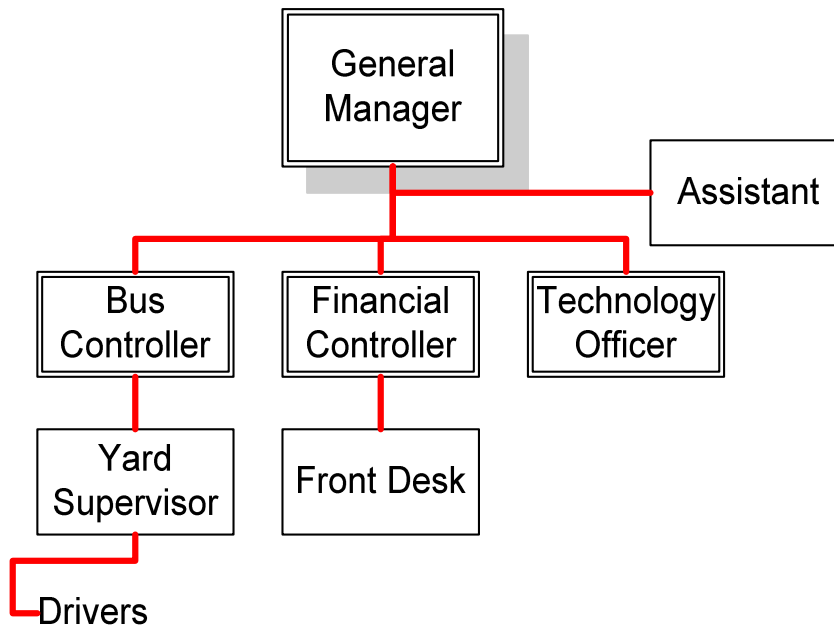 General
Manager
Assistant
Bus
Controller
Financial
Controller
Technology
Officer
Yard
Supervisor
Front Desk
Drivers